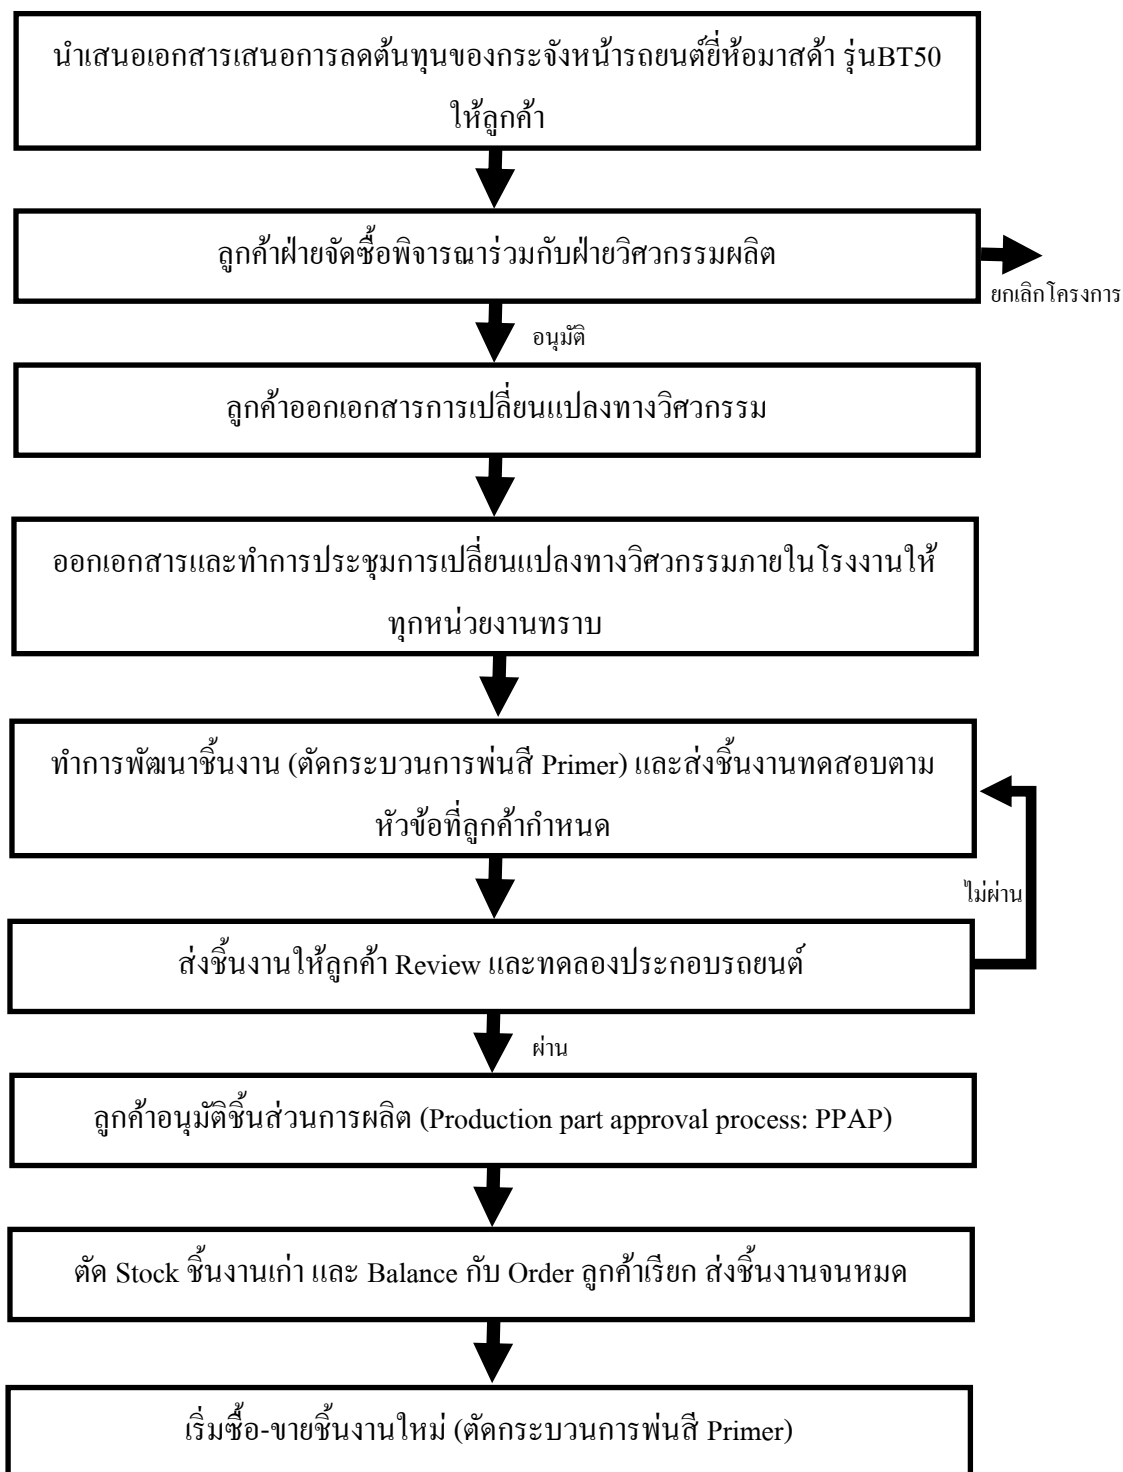 นำเสนอเอกสารเสนอการลดต้นทุนของกระจังหน้ารถยนต์ยี่ห้อมาสด้า รุ่นBT50
ให้ลูกค้า
ลูกค้าฝ่ายจัดซื้อพิจารณาร่วมกับฝ่ายวิศวกรรมผลิต
ยกเลิกโครงการ
อนุมัติ
ลูกค้าออกเอกสารการเปลี่ยนแปลงทางวิศวกรรม
ออกเอกสารและทำการประชุมการเปลี่ยนแปลงทางวิศวกรรมภายในโรงงานให้
ทุกหน่วยงานทราบ
ทำการพัฒนาชิ้นงาน (ตัดกระบวนการพ่นสี Primer) และส่งชิ้นงานทดสอบตาม
หัวข้อที่ลูกค้ากำหนด
ไม่ผ่าน
ส่งชิ้นงานให้ลูกค้า Review และทดลองประกอบรถยนต์
ผ่าน
ลูกค้าอนุมัติชิ้นส่วนการผลิต (Production part approval process: PPAP)
ตัด Stock ชิ้นงานเก่า และ Balance กับ Order ลูกค้าเรียก ส่งชิ้นงานจนหมด
เริ่มซื้อ-ขายชิ้นงานใหม่ (ตัดกระบวนการพ่นสี Primer)